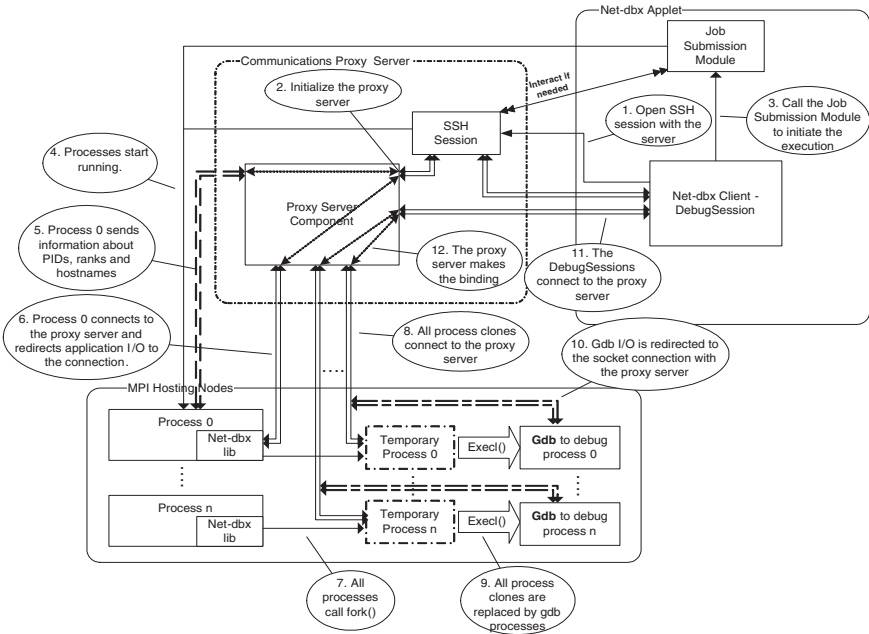 Net-dbx Applet
Job
Submission
Module
Communications Proxy Server
2. Initialize the proxy
server
Interact if
needed
SSH
Session
1. Open SSH
session with the
server
3. Call the Job
Submission Module
to initiate the
execution
4. Processes start
running.
Proxy Server
Component
Net-dbx Client -
DebugSession
5. Process 0 sends
information about
PIDs, ranks and
hostnames
12. The proxy
server makes
the binding
11. The
DebugSessions
connect to the proxy
server
6. Process 0 connects to
the proxy server and
redirects application I/O to
the connection.
8. All process clones
connect to the proxy
server
10. Gdb I/O is redirected to
the socket connection with
the proxy server
MPI Hosting Nodes
Process 0
Net-dbx
lib
Temporary
Process 0
Execl()
Gdb to debug
process 0
Process n
Net-dbx
lib
Temporary
Process n
Execl()
Gdb to debug
process n
7. All
processes
call fork()
9. All process
clones are
replaced by gdb
processes